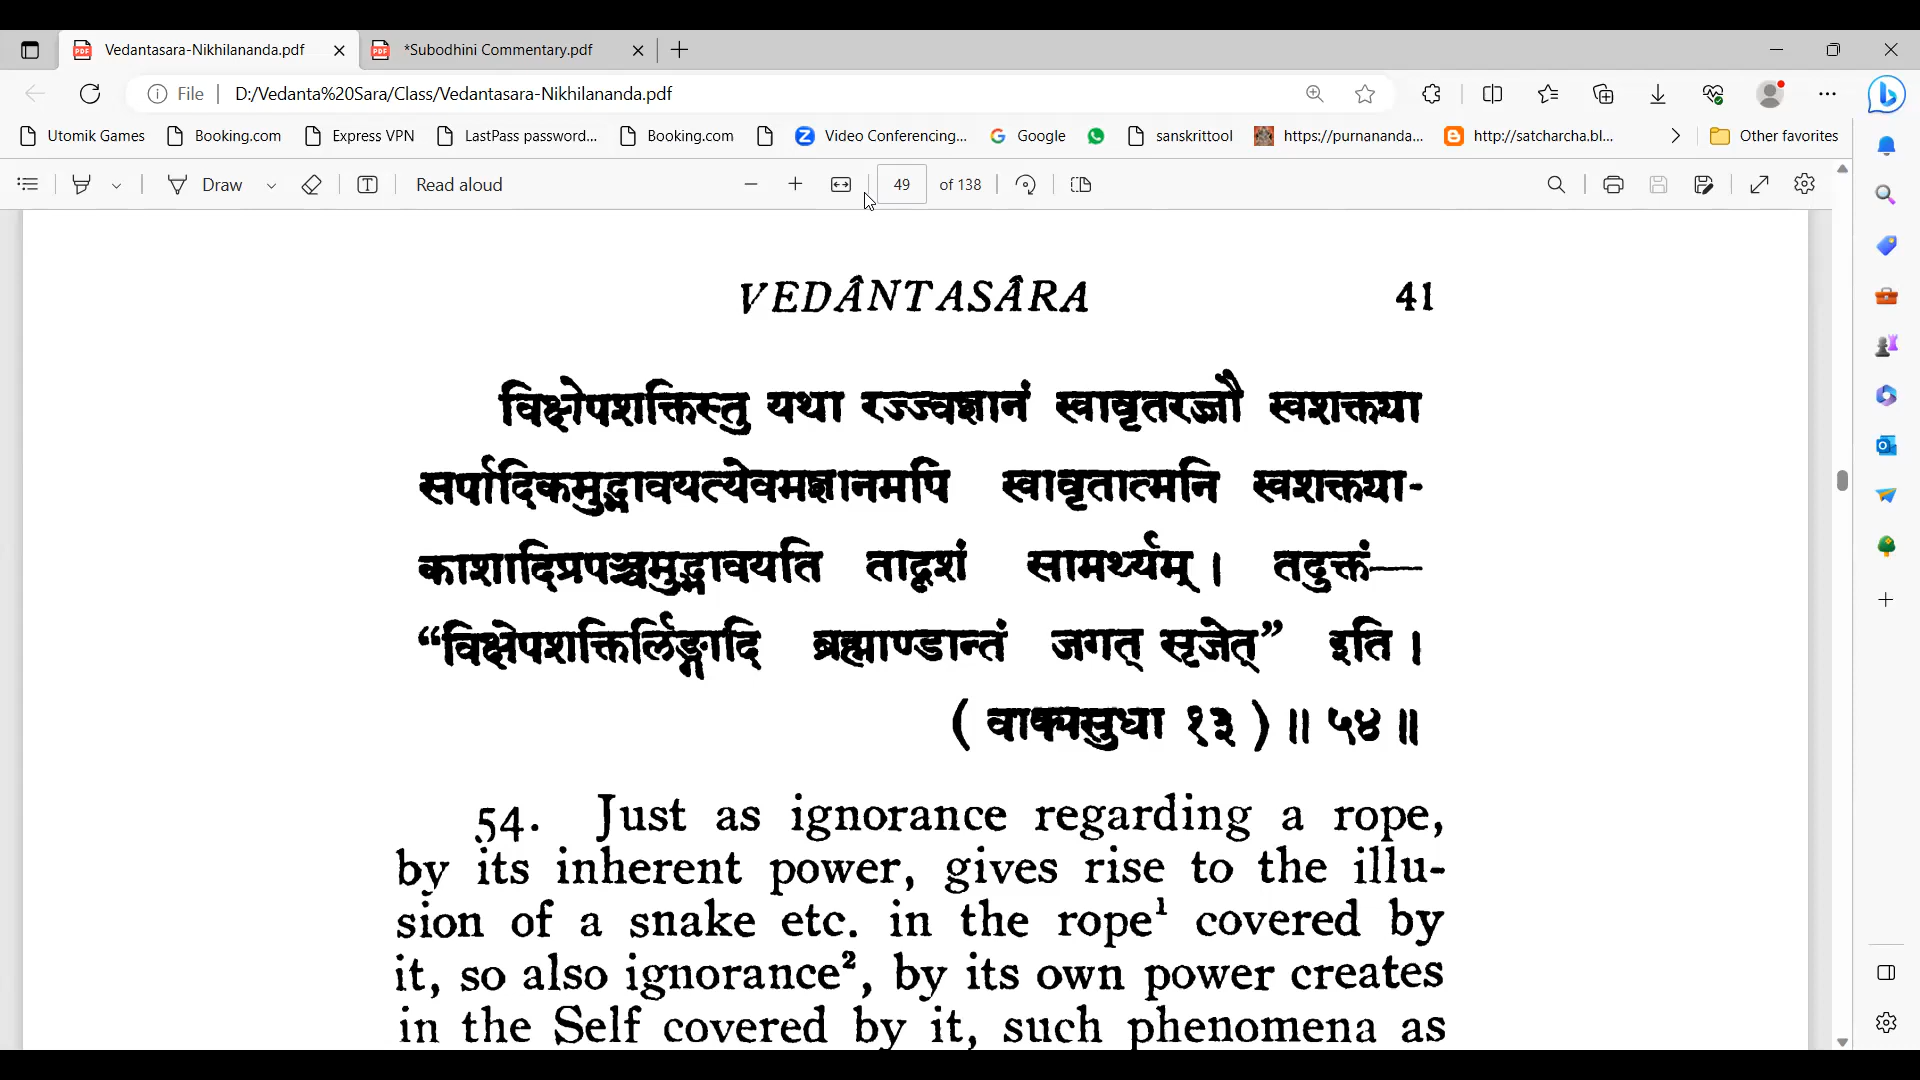 Vedantasara-Nikhilananda.pdf
*Subodhini Commentary.pdf
File
D:/Vedanta%20Sara/Class/Vedantasara-Nikhilananda.pdf
Utomik Games
Booking.com
Express VPN
LastPass password...
Booking.com
Video Conferencing...
Google
sanskrittool
https://purnananda...
http://satcharcha.bl...
Other favorites
Draw
Read aloud
49 of 138
VEDÂNTASÂRA 41
विक्षेपशक्तिस्तु यथा रज्ज्वज्ञानं स्वावृतरज्जौ स्वशक्त्या
सर्पादिकमुद्भावयत्येवमज्ञानमपि स्वावृतात्मनि स्वशक्त्या-
काशादिप्रपञ्चमुद्भावयति तादृशं सामर्थ्यम् । तदुक्तं—
“विक्षेपशक्तिर्लिङ्गादि ब्रह्माण्डान्तं जगत् सृजेत्” इति ।
( वाक्यसुधा १३ ) ॥ ५४ ॥
54. Just as ignorance regarding a rope,
by its inherent power, gives rise to the illu-
sion of a snake etc. in the rope¹ covered by
it, so also ignorance², by its own power creates
in the Self covered by it, such phenomena as